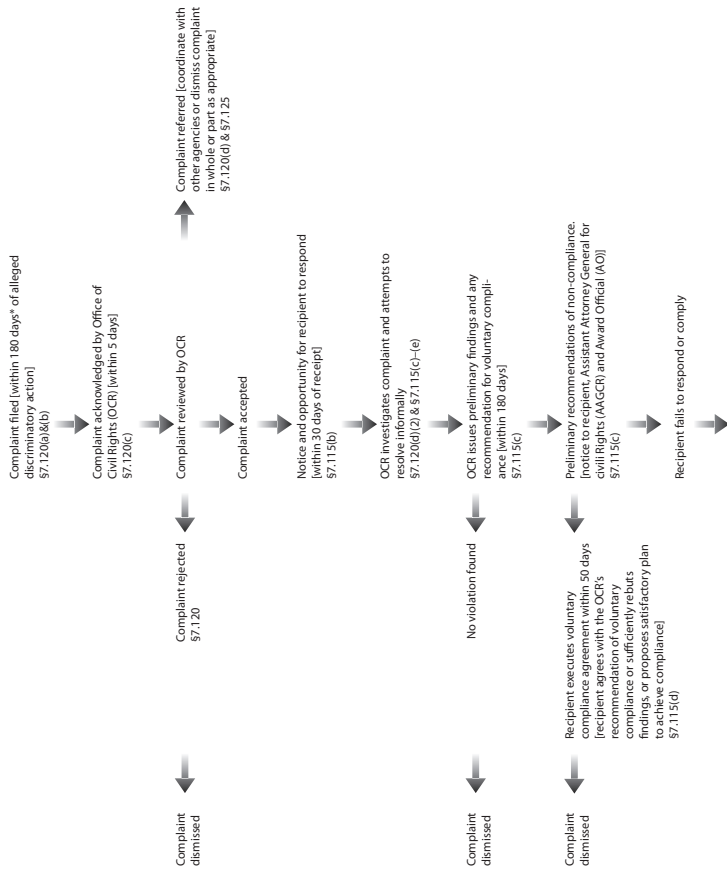 Complaint filed [within 180 days* of alleged
discriminatory action]
§7.120(a)&(b)
Complaint acknowledged by Office of
Civil Rights (OCR) [within 5 days]
§7.120(c)
Complaint
dismissed
Complaint rejected
§7.120
Complaint reviewed by OCR
Complaint referred [coordinate with
other agencies or dismiss complaint
in whole or part as appropriate]
§7.120(d) & §7.125
Complaint accepted
Notice and opportunity for recipient to respond
[within 30 days of receipt]
§7.115(b)
OCR investigates complaint and attempts to
resolve informally
§7.120(d)(2) & §7.115(c)–(e)
Complaint
dismissed
No violation found
OCR issues preliminary findings and any
recommendation for voluntary compli-
ance [within 180 days]
§7.115(c)
Complaint
dismissed
Recipient executes voluntary
compliance agreement within 50 days
[recipient agrees with the OCR's
recommendation of voluntary
compliance or sufficiently rebuts
findings, or proposes satisfactory plan
to achieve compliance]
§7.115(d)
Preliminary recommendations of non-compliance.
[notice to recipient, Assistant Attorney General for
civili Rights (AAGCR) and Award Official (AO)]
§7.115(c)
Recipient fails to respond or comply